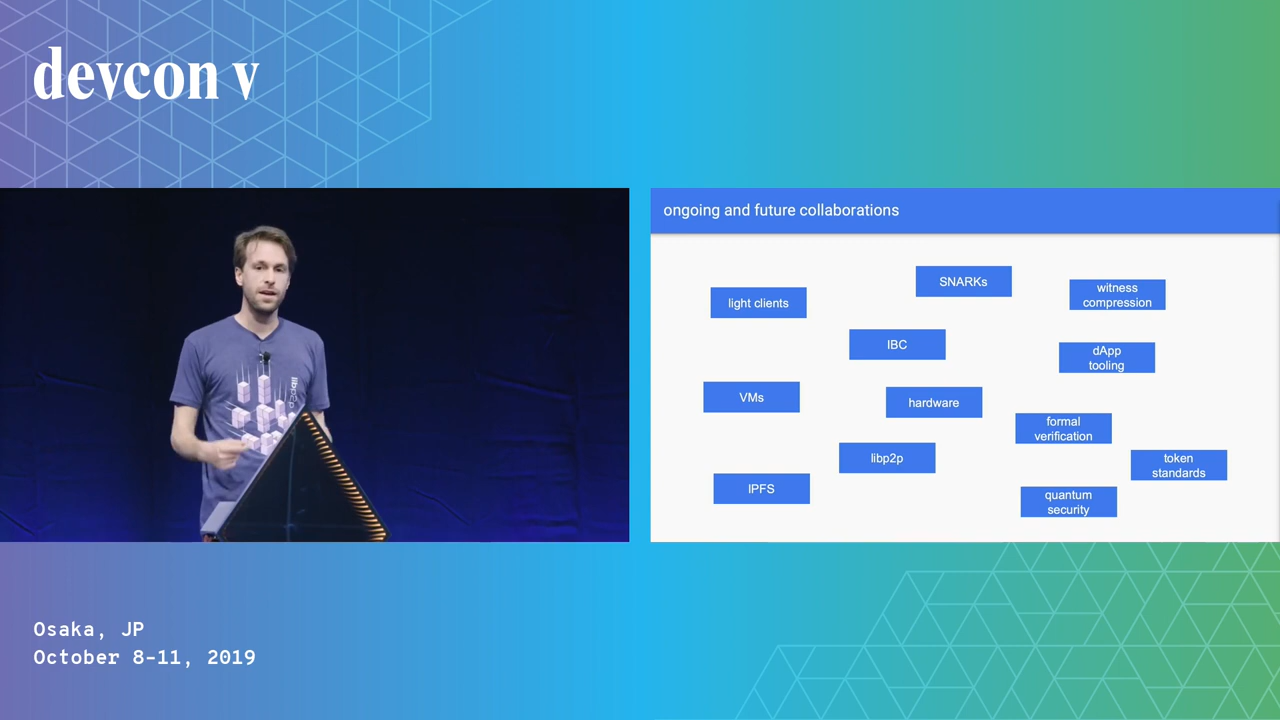 devcon v
libp2p
ongoing and future collaborations
SNARKs
witness
compression
light clients
IBC
dApp
tooling
VMs
hardware
formal
verification
libp2p
token
standards
IPFS
quantum
security
Osaka, JP
October 8-11, 2019